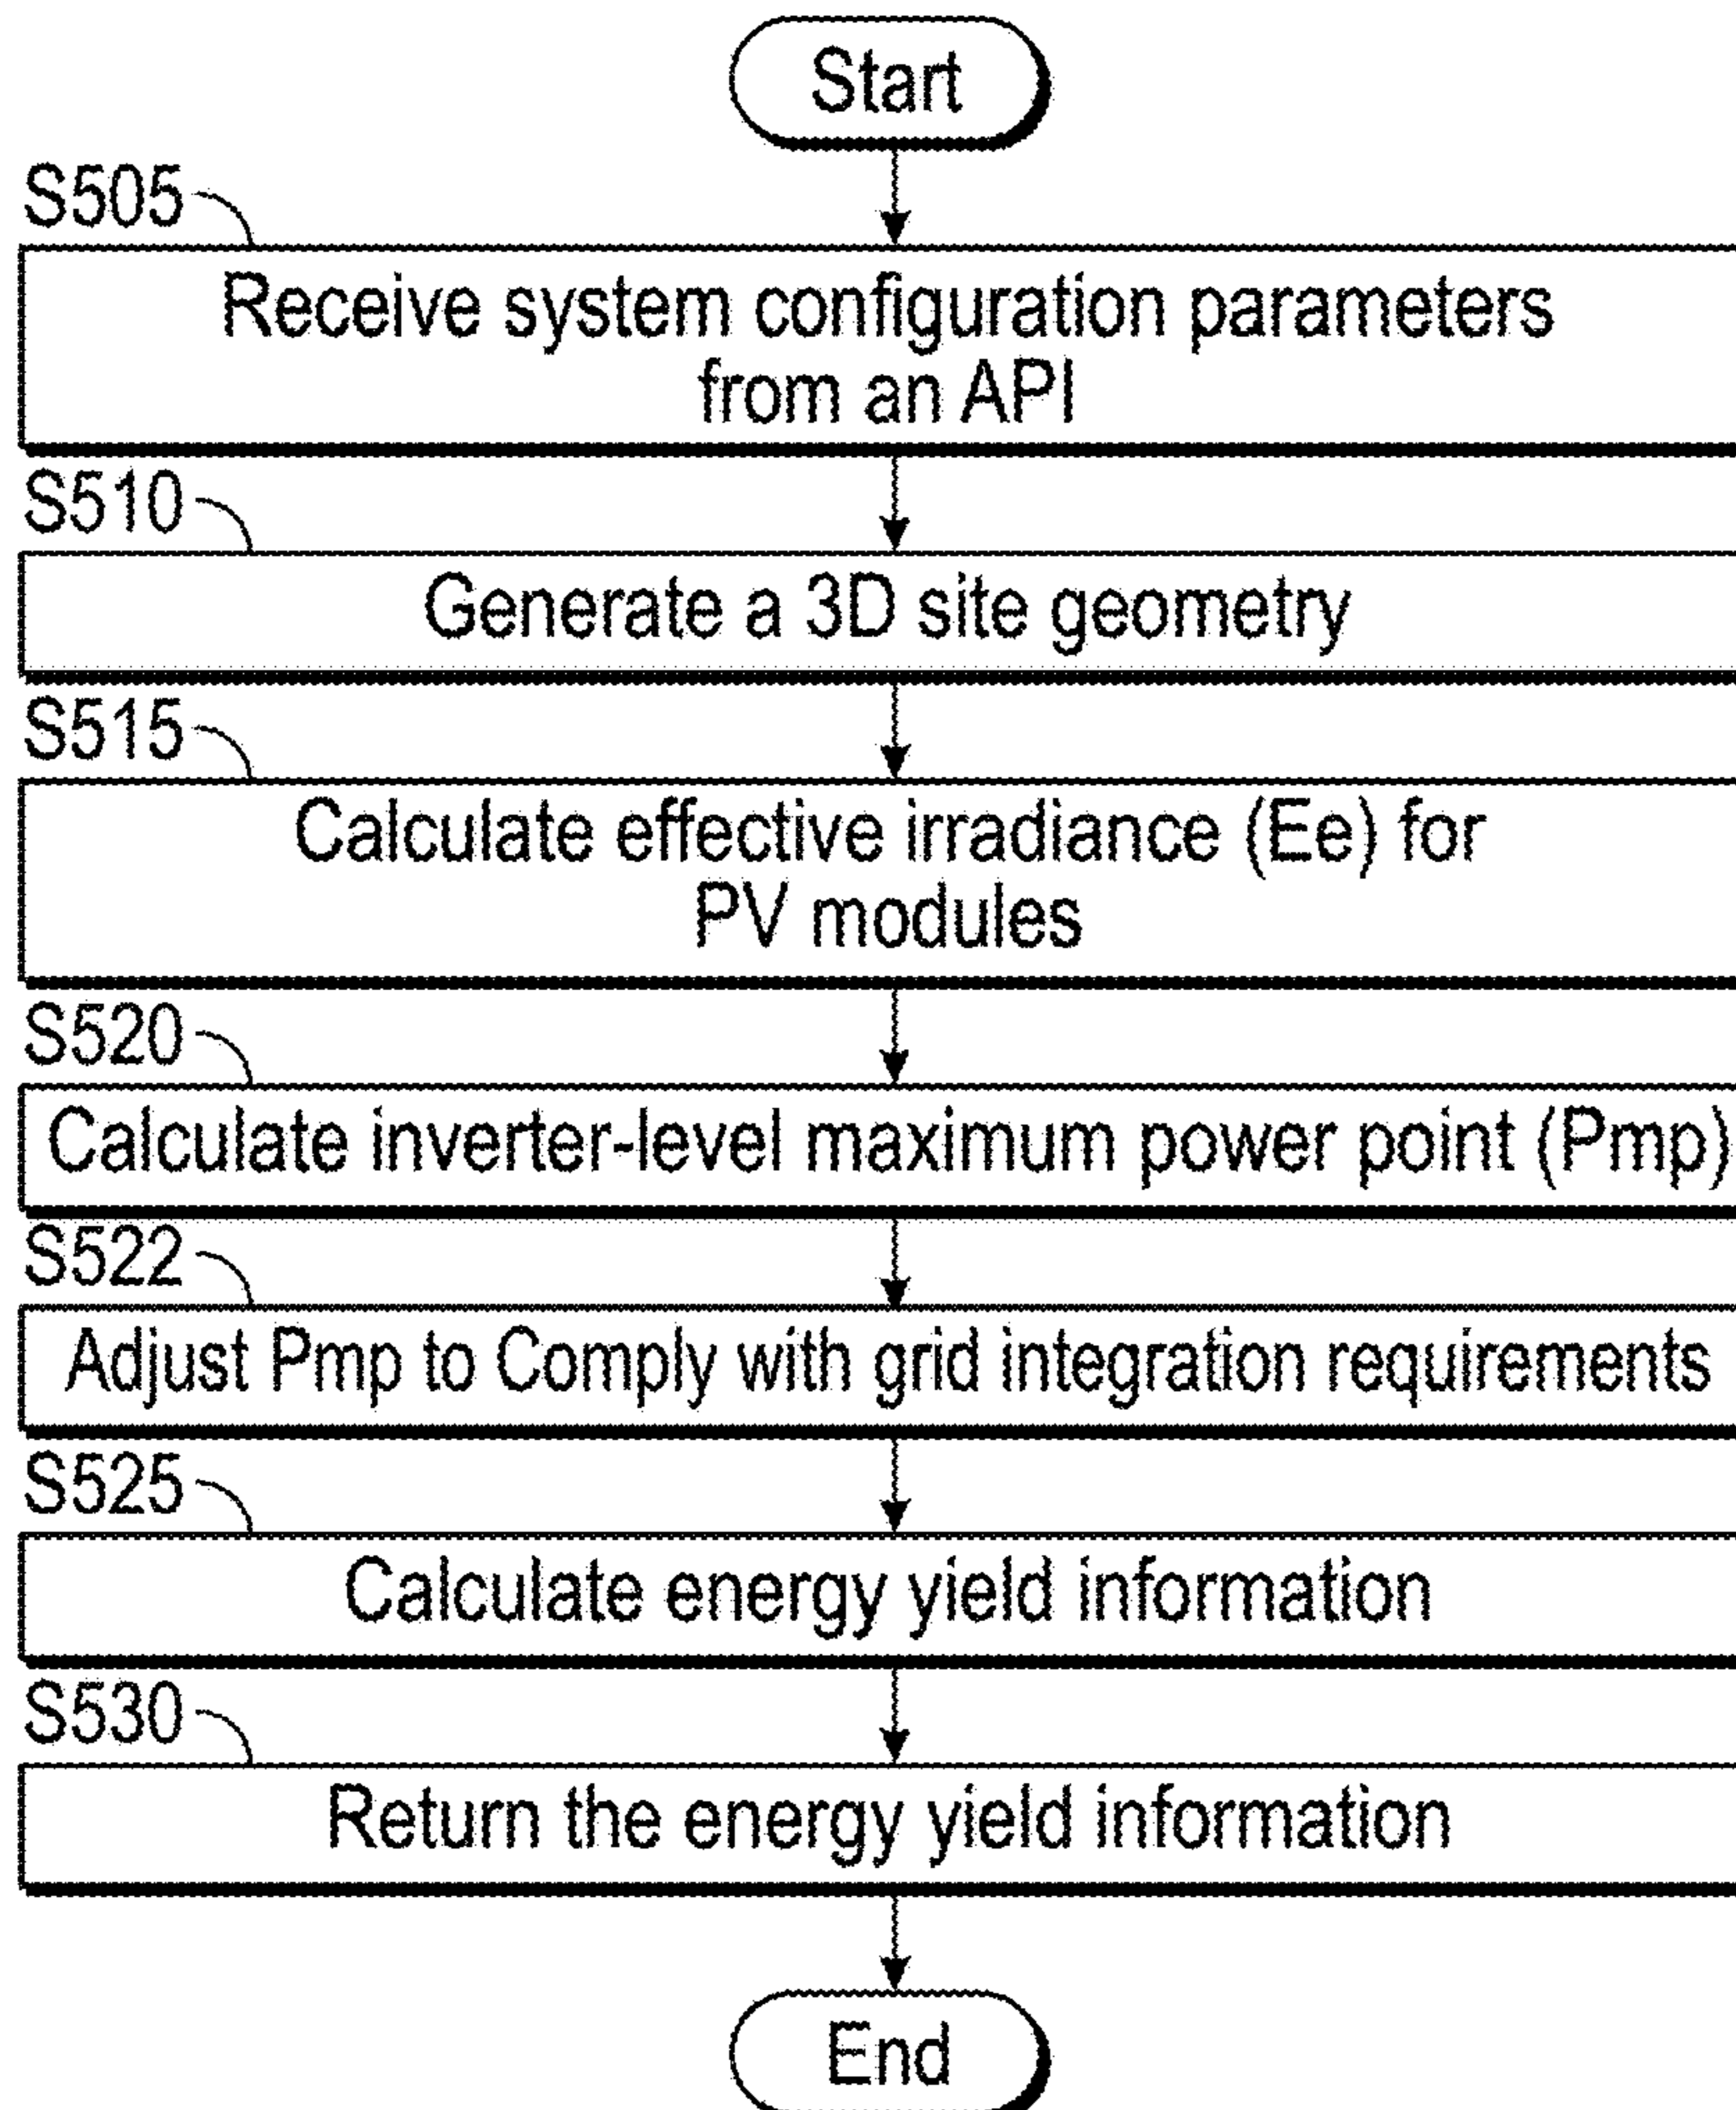 Start
S505
Receive system configuration parameters
from an API
S510
Generate a 3D site geometry
S515
Calculate effective irradiance (Ee) for
PV modules
S520
Calculate inverter-level maximum power point (Pmp)
S522
Adjust Pmp to Comply with grid integration requirements
S525
Calculate energy yield information
S530
Return the energy yield information
End